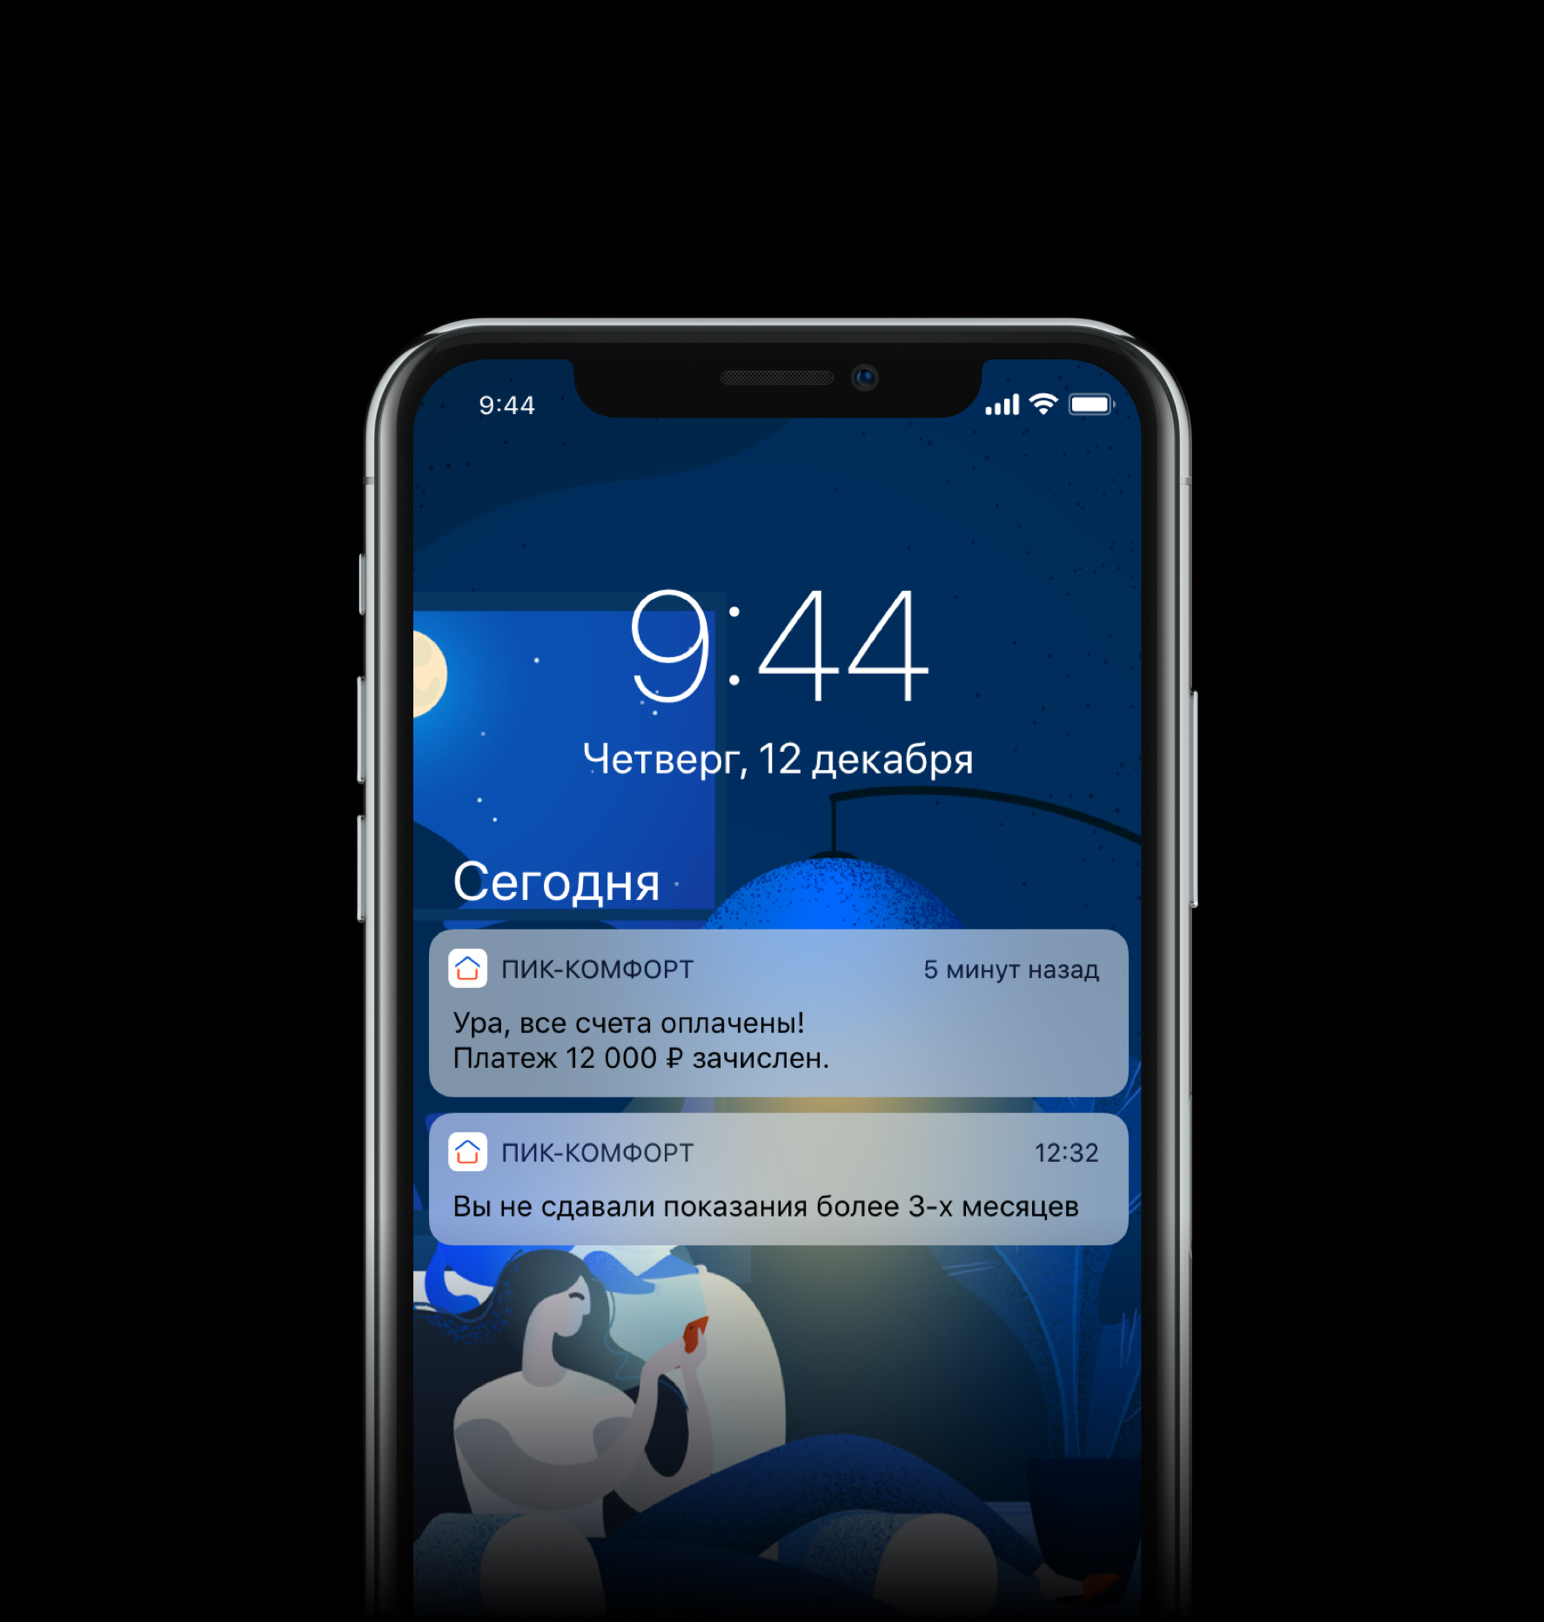 9:44
9:44
Четверг, 12 декабря
Сегодня
ПИК-КОМФОРТ 5 минут назад
Ура, все счета оплачены!
Платеж 12 000 ₽ зачислен.
ПИК-КОМФОРТ 12:32
Вы не сдавали показания более 3-х месяцев